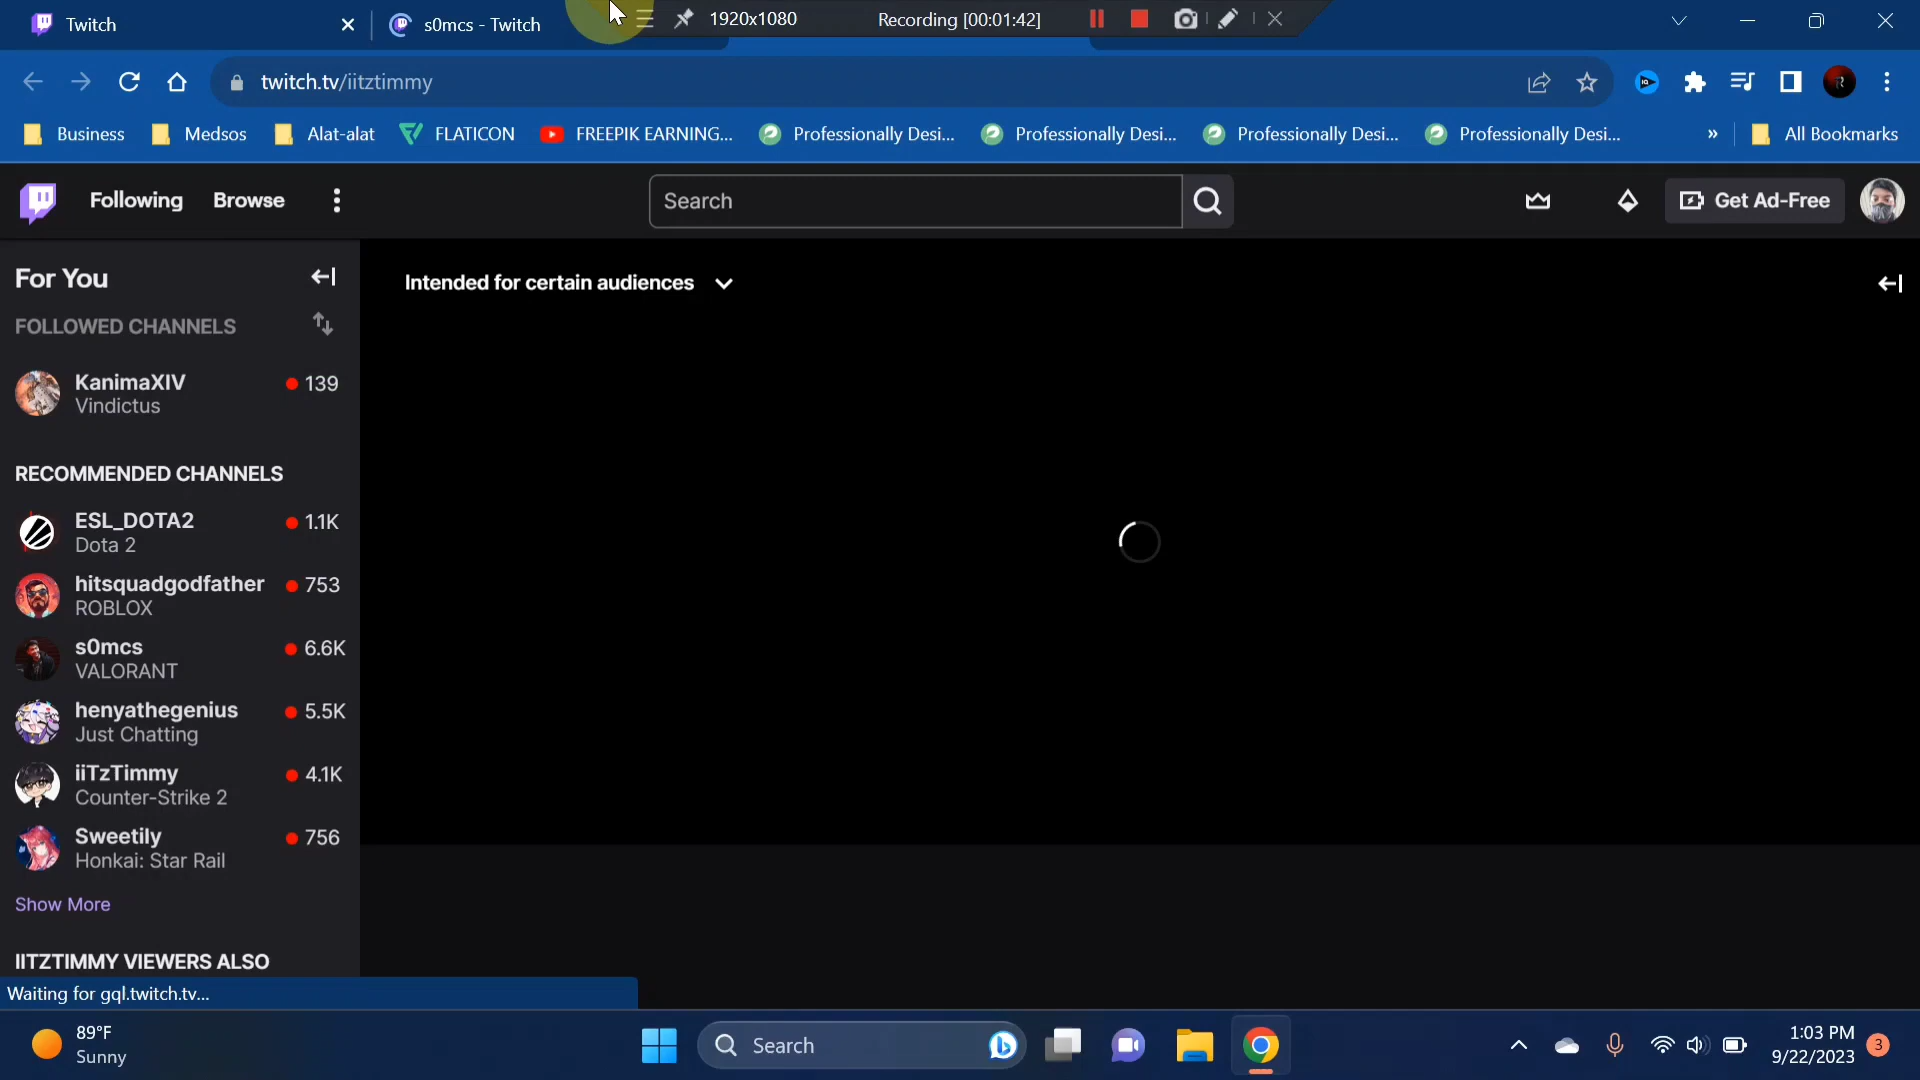 Twitch
s0mcs - Twitch
1920x1080
Recording [00:01:42]
twitch.tv/iitztimmy
Business
Medsos
Alat-alat
FLATICON
FREEPIK EARNING...
Professionally Desi...
Professionally Desi...
Professionally Desi...
Professionally Desi...
»
All Bookmarks
Following
Browse
Search
Get Ad-Free
For You
FOLLOWED CHANNELS
KanimaXIV 139
Vindictus
RECOMMENDED CHANNELS
ESL_DOTA2 1.1K
Dota 2
hitsquadgodfather 753
ROBLOX
s0mcs 6.6K
VALORANT
henyathegenius 5.5K
Just Chatting
iiTzTimmy 4.1K
Counter-Strike 2
Sweetily 756
Honkai: Star Rail
Show More
IITZTIMMY VIEWERS ALSO
Intended for certain audiences
Waiting for gql.twitch.tv...
89°F
Sunny
Search
1:03 PM
9/22/2023
3